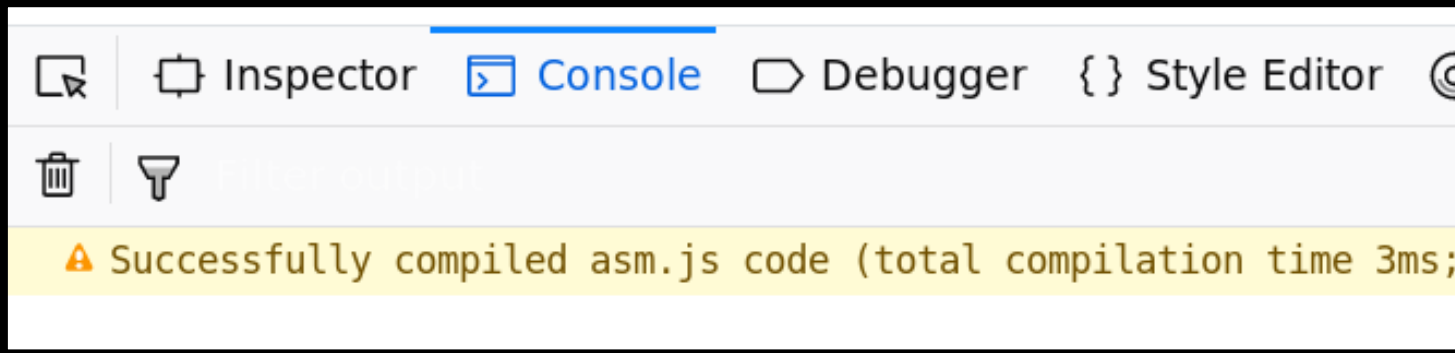 Inspector Console Debugger { } Style Editor
Filter output
Successfully compiled asm.js code (total compilation time 3ms;